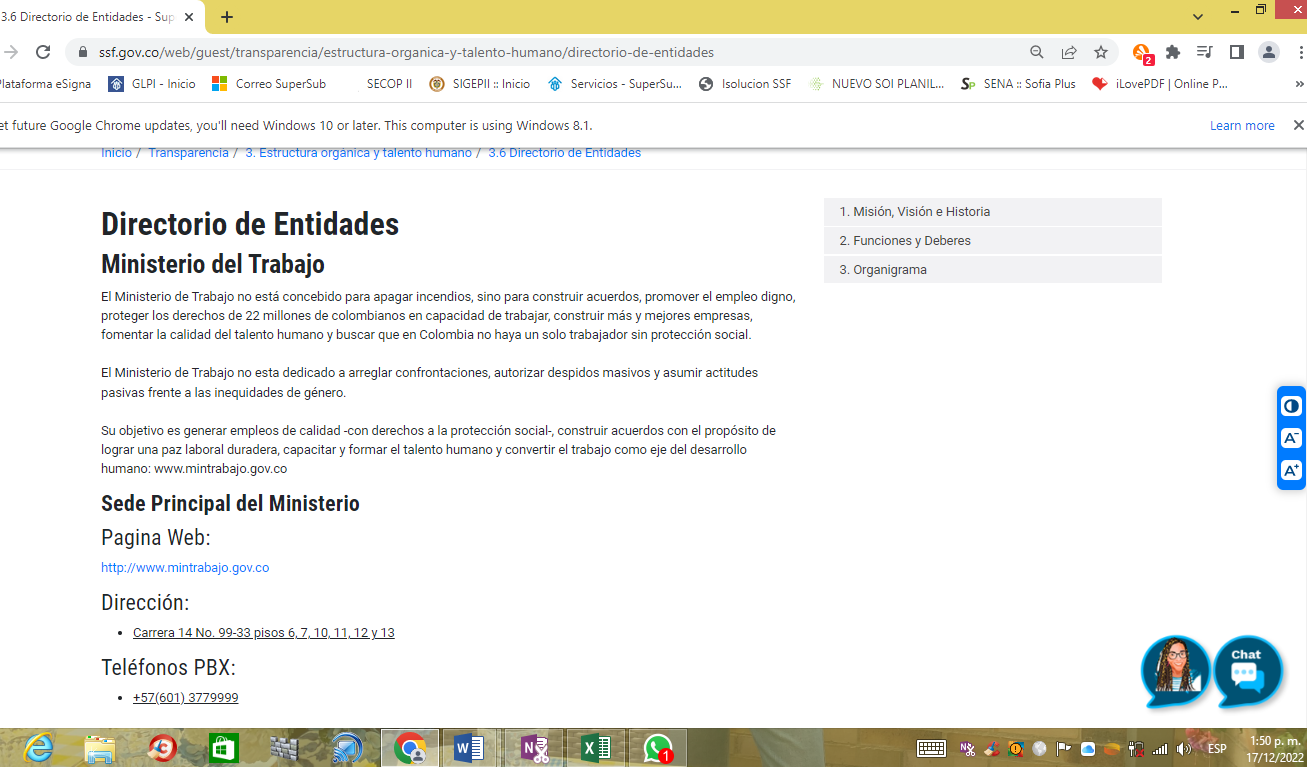 3.6 Directorio de Entidades - Sup
ssf.gov.co/web/guest/transparencia/estructura-organica-y-talento-humano/directorio-de-entidades
2
Plataforma eSigna
GLPI - Inicio
Correo SuperSub
SECOP II
SIGEPII :: Inicio
Servicios - SuperSu...
Isolucion SSF
NUEVO SOI PLANIL...
Sp
SENA :: Sofia Plus
iLovePDF | Online P...
»
et future Google Chrome updates, you'll need Windows 10 or later. This computer is using Windows 8.1.
Learn more
Inicio / Transparencia / 3. Estructura orgánica y talento humano / 3.6 Directorio de Entidades
Directorio de Entidades
Ministerio del Trabajo
El Ministerio de Trabajo no está concebido para apagar incendios, sino para construir acuerdos, promover el empleo digno,
proteger los derechos de 22 millones de colombianos en capacidad de trabajar, construir más y mejores empresas,
fomentar la calidad del talento humano y buscar que en Colombia no haya un solo trabajador sin protección social.
El Ministerio de Trabajo no esta dedicado a arreglar confrontaciones, autorizar despidos masivos y asumir actitudes
pasivas frente a las inequidades de género.
Su objetivo es generar empleos de calidad -con derechos a la protección social-, construir acuerdos con el propósito de
lograr una paz laboral duradera, capacitar y formar el talento humano y convertir el trabajo como eje del desarrollo
humano: www.mintrabajo.gov.co
Sede Principal del Ministerio
Pagina Web:
http://www.mintrabajo.gov.co
Dirección:
• Carrera 14 No. 99-33 pisos 6, 7, 10, 11, 12 y 13
Teléfonos PBX:
• +57(601) 3779999
1. Misión, Visión e Historia
2. Funciones y Deberes
3. Organigrama
A-
A+
Chat
1
ESP
1:50 p. m.
17/12/2022